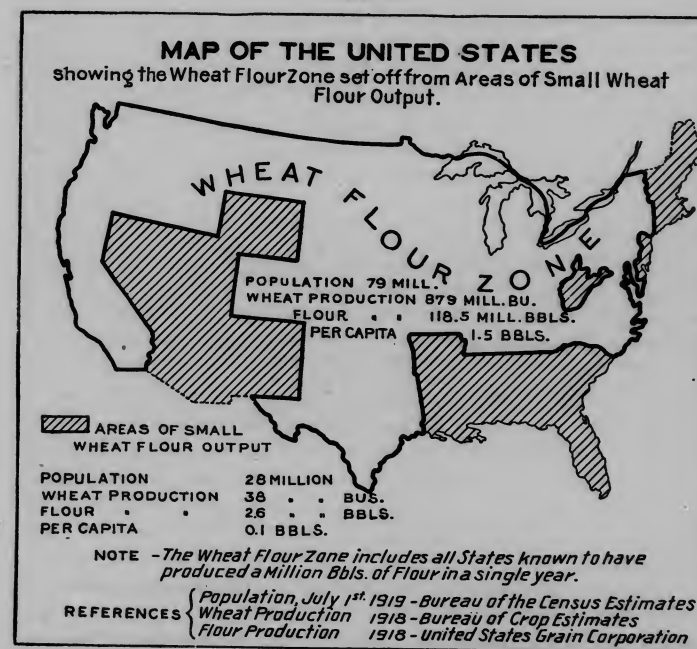 MAP OF THE UNITED STATES
showing the Wheat Flour Zone set off from Areas of Small Wheat
Flour Output.
WHEAT FLOUR ZONE
POPULATION 79 MILL.
WHEAT PRODUCTION 879 MILL. BU.
FLOUR " " 118.5 MILL. BBLS.
PER CAPITA 1.5 BBLS.
AREAS OF SMALL
WHEAT FLOUR OUTPUT
POPULATION 28 MILLION
WHEAT PRODUCTION 38 " " BUS.
FLOUR " " 2.6 " " BBLS.
PER CAPITA 0.1 BBLS.
NOTE - The Wheat Flour Zone includes all States known to have
produced a Million Bbls. of Flour in a single year.
REFERENCES { Population, July 1st. 1919 - Bureau of the Census Estimates
Wheat Production 1918 - Bureau of Crop Estimates
Flour Production 1918 - United States Grain Corporation